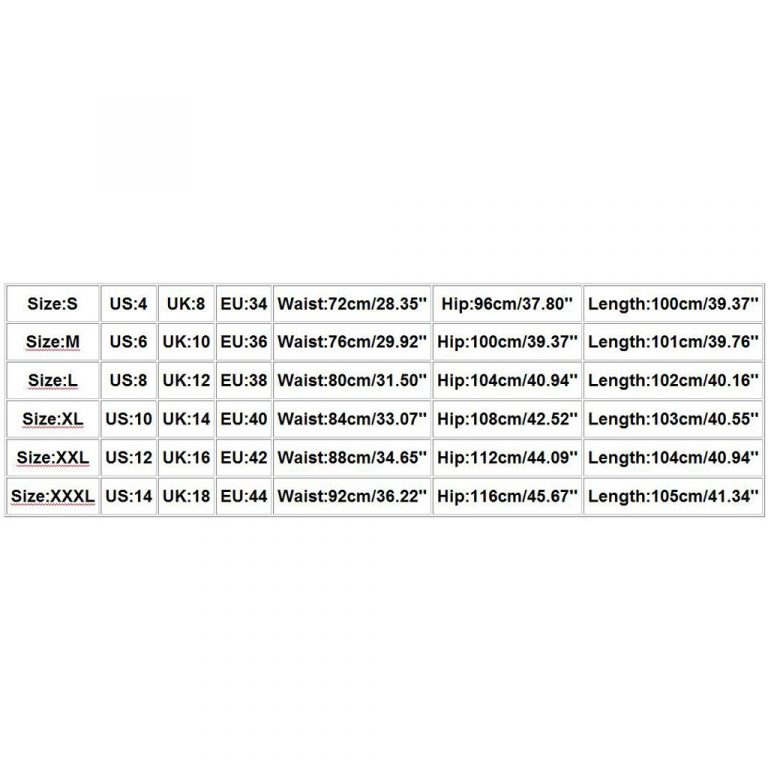 Size:S US:4 UK:8 EU:34 Waist:72cm/28.35'' Hip:96cm/37.80'' Length:100cm/39.37''
Size:M US:6 UK:10 EU:36 Waist:76cm/29.92'' Hip:100cm/39.37'' Length:101cm/39.76''
Size:L US:8 UK:12 EU:38 Waist:80cm/31.50'' Hip:104cm/40.94'' Length:102cm/40.16''
Size:XL US:10 UK:14 EU:40 Waist:84cm/33.07'' Hip:108cm/42.52'' Length:103cm/40.55''
Size:XXL US:12 UK:16 EU:42 Waist:88cm/34.65'' Hip:112cm/44.09'' Length:104cm/40.94''
Size:XXXL US:14 UK:18 EU:44 Waist:92cm/36.22'' Hip:116cm/45.67'' Length:105cm/41.34''